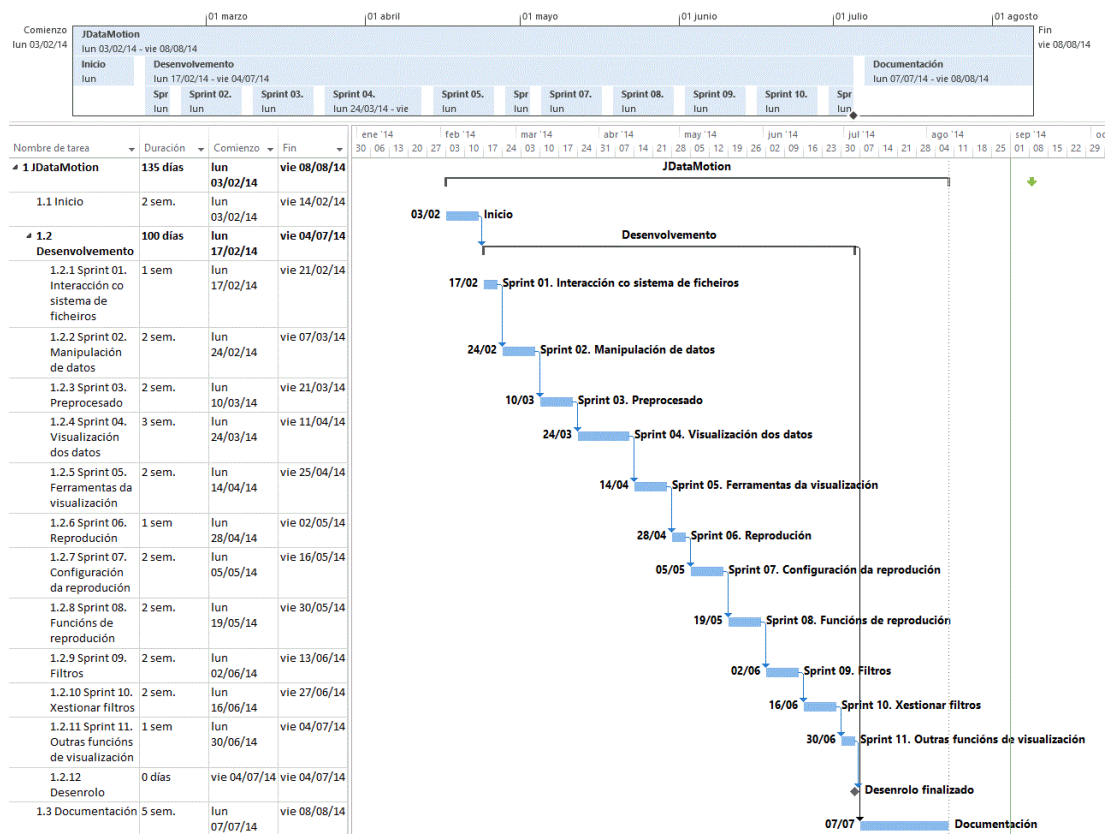 01 marzo 01 abril 01 mayo 01 junio 01 julio 01 agosto
Comienzo
lun 03/02/14
JDataMotion
lun 03/02/14 - vie 08/08/14
Fin
vie 08/08/14
Inicio
lun
Desenvolvemento
lun 17/02/14 - vie 04/07/14
Documentación
lun 07/07/14 - vie 08/08/14
Spr Sprint 02. Sprint 03. Sprint 04. Sprint 05. Spr Sprint 07. Sprint 08. Sprint 09. Sprint 10. Spr
lun lun lun lun 24/03/14 - vie lun lun lun lun lun lun lun
Nombre de tarea Duración Comienzo Fin
ene '14 feb '14 mar '14 abr '14 may '14 jun '14 jul '14 ago '14 sep '14 oc
30 06 13 20 27 03 10 17 24 03 10 17 24 31 07 14 21 28 05 12 19 26 02 09 16 23 30 07 14 21 28 04 11 18 25 01 08 15 22 29
1 JDataMotion 135 días lun 03/02/14 vie 08/08/14
JDataMotion
1.1 Inicio 2 sem. lun 03/02/14 vie 14/02/14
03/02 Inicio
1.2 Desenvolvemento 100 días lun 17/02/14 vie 04/07/14
Desenvolvemento
1.2.1 Sprint 01. Interacción co sistema de ficheiros 1 sem lun 17/02/14 vie 21/02/14
17/02 Sprint 01. Interacción co sistema de ficheiros
1.2.2 Sprint 02. Manipulación de datos 2 sem. lun 24/02/14 vie 07/03/14
24/02 Sprint 02. Manipulación de datos
1.2.3 Sprint 03. Preprocesado 2 sem. lun 10/03/14 vie 21/03/14
10/03 Sprint 03. Preprocesado
1.2.4 Sprint 04. Visualización dos datos 3 sem. lun 24/03/14 vie 11/04/14
24/03 Sprint 04. Visualización dos datos
1.2.5 Sprint 05. Ferramentas da visualización 2 sem. lun 14/04/14 vie 25/04/14
14/04 Sprint 05. Ferramentas da visualización
1.2.6 Sprint 06. Reprodución 1 sem lun 28/04/14 vie 02/05/14
28/04 Sprint 06. Reprodución
1.2.7 Sprint 07. Configuración da reprodución 2 sem. lun 05/05/14 vie 16/05/14
05/05 Sprint 07. Configuración da reprodución
1.2.8 Sprint 08. Funcións de reprodución 2 sem. lun 19/05/14 vie 30/05/14
19/05 Sprint 08. Funcións de reprodución
1.2.9 Sprint 09. Filtros 2 sem. lun 02/06/14 vie 13/06/14
02/06 Sprint 09. Filtros
1.2.10 Sprint 10. Xestionar filtros 2 sem. lun 16/06/14 vie 27/06/14
16/06 Sprint 10. Xestionar filtros
1.2.11 Sprint 11. Outras funcións de visualización 1 sem lun 30/06/14 vie 04/07/14
30/06 Sprint 11. Outras funcións de visualización
1.2.12 Desenrolo 0 días vie 04/07/14 vie 04/07/14
Desenrolo finalizado
1.3 Documentación 5 sem. lun 07/07/14 vie 08/08/14
07/07 Documentación